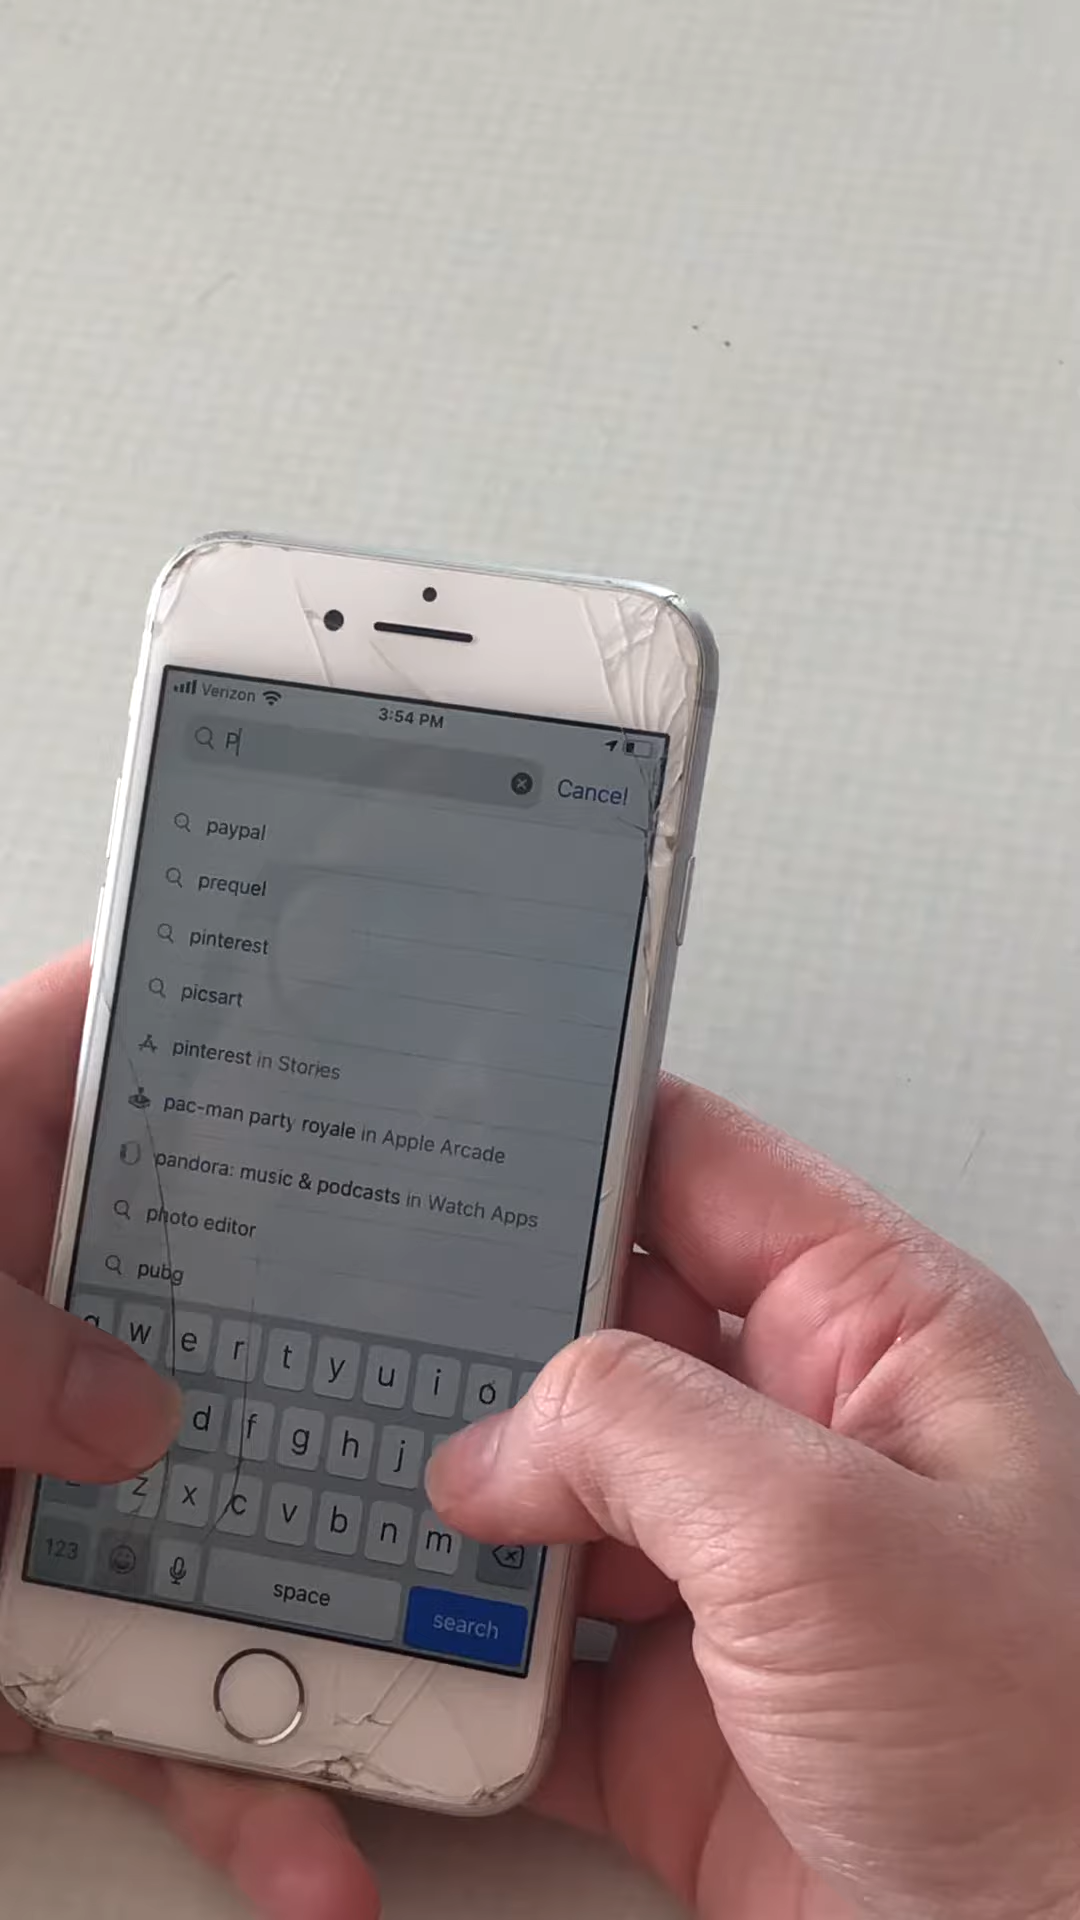 Verizon
3:54 PM
P
Cancel
paypal
prequel
pinterest
picsart
pinterest in Stories
pac-man party royale in Apple Arcade
pandora: music & podcasts in Watch Apps
photo editor
pubg
q w e r t y u i o
d f g h j
z x c v b n m
123 space search